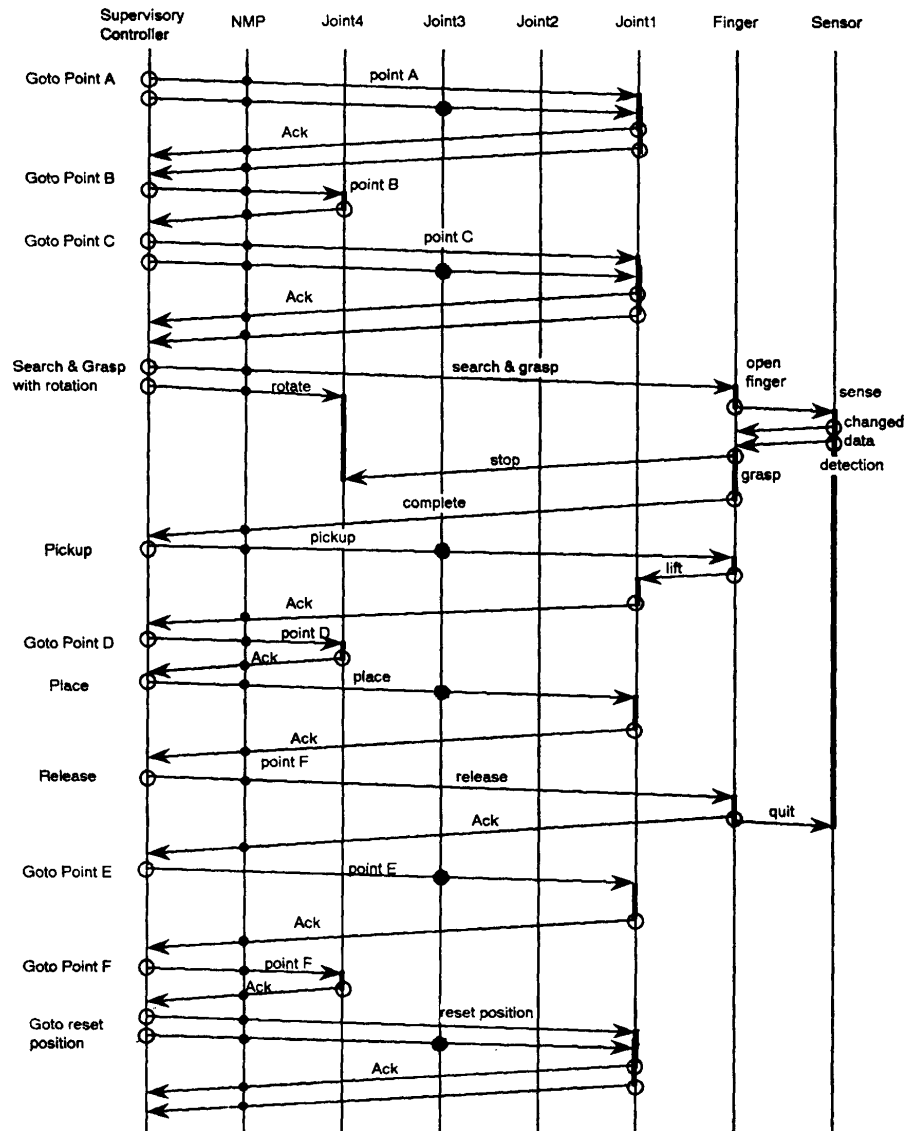 Supervisory
Controller
NMP
Joint4
Joint3
Joint2
Joint1
Finger
Sensor
Goto Point A
point A
Ack
Goto Point B
point B
Goto Point C
point C
Ack
Search & Grasp
with rotation
search & grasp
rotate
open
finger
sense
changed
data
detection
stop
grasp
complete
Pickup
pickup
lift
Ack
Goto Point D
point D
Ack
Place
place
Ack
Release
point F
release
Ack
quit
Goto Point E
point E
Ack
Goto Point F
point F
Ack
Goto reset
position
reset position
Ack